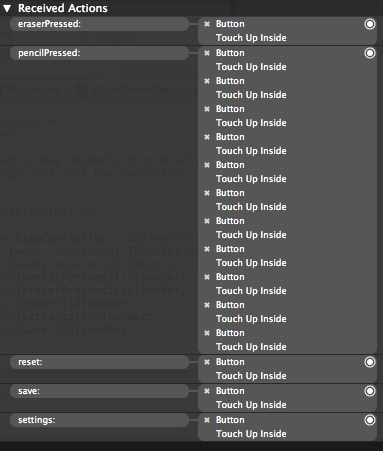 Received Actions
eraserPressed: Button
Touch Up Inside
pencilPressed: Button
Touch Up Inside
Button
Touch Up Inside
Button
Touch Up Inside
Button
Touch Up Inside
Button
Touch Up Inside
Button
Touch Up Inside
Button
Touch Up Inside
Button
Touch Up Inside
Button
Touch Up Inside
Button
Touch Up Inside
Button
Touch Up Inside
reset: Button
Touch Up Inside
save: Button
Touch Up Inside
settings: Button
Touch Up Inside